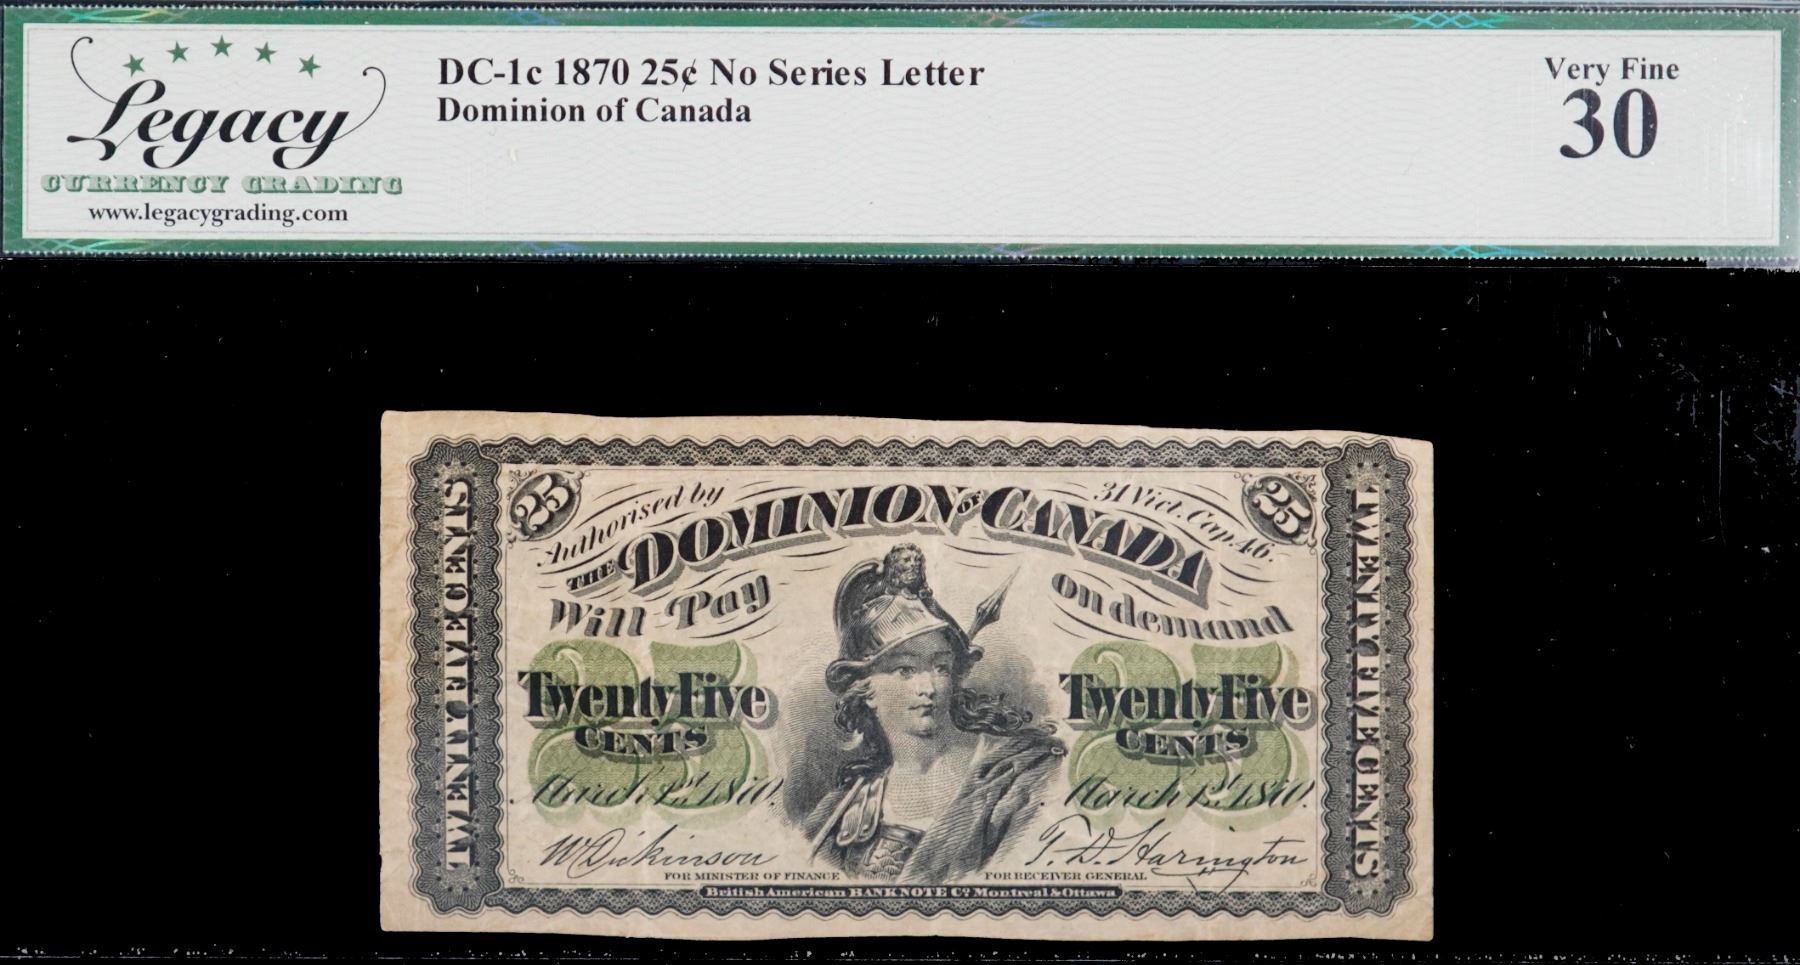 Legacy
CURRENCY GRADING
www.legacygrading.com
DC-1c 1870 25¢ No Series Letter
Dominion of Canada
Very Fine
30
25
Authorised by
31 Vict. Cap. 46.
25
THE DOMINION OF CANADA
Will Pay
on demand
25
25
Twenty Five
CENTS
Twenty Five
CENTS
March 1st 1870.
March 1st 1870.
W Dickinson
T. D. Harington
FOR MINISTER OF FINANCE
FOR RECEIVER GENERAL
British American BANK NOTE Co. Montreal & Ottawa
TWENTY FIVE CENTS
TWENTY FIVE CENTS